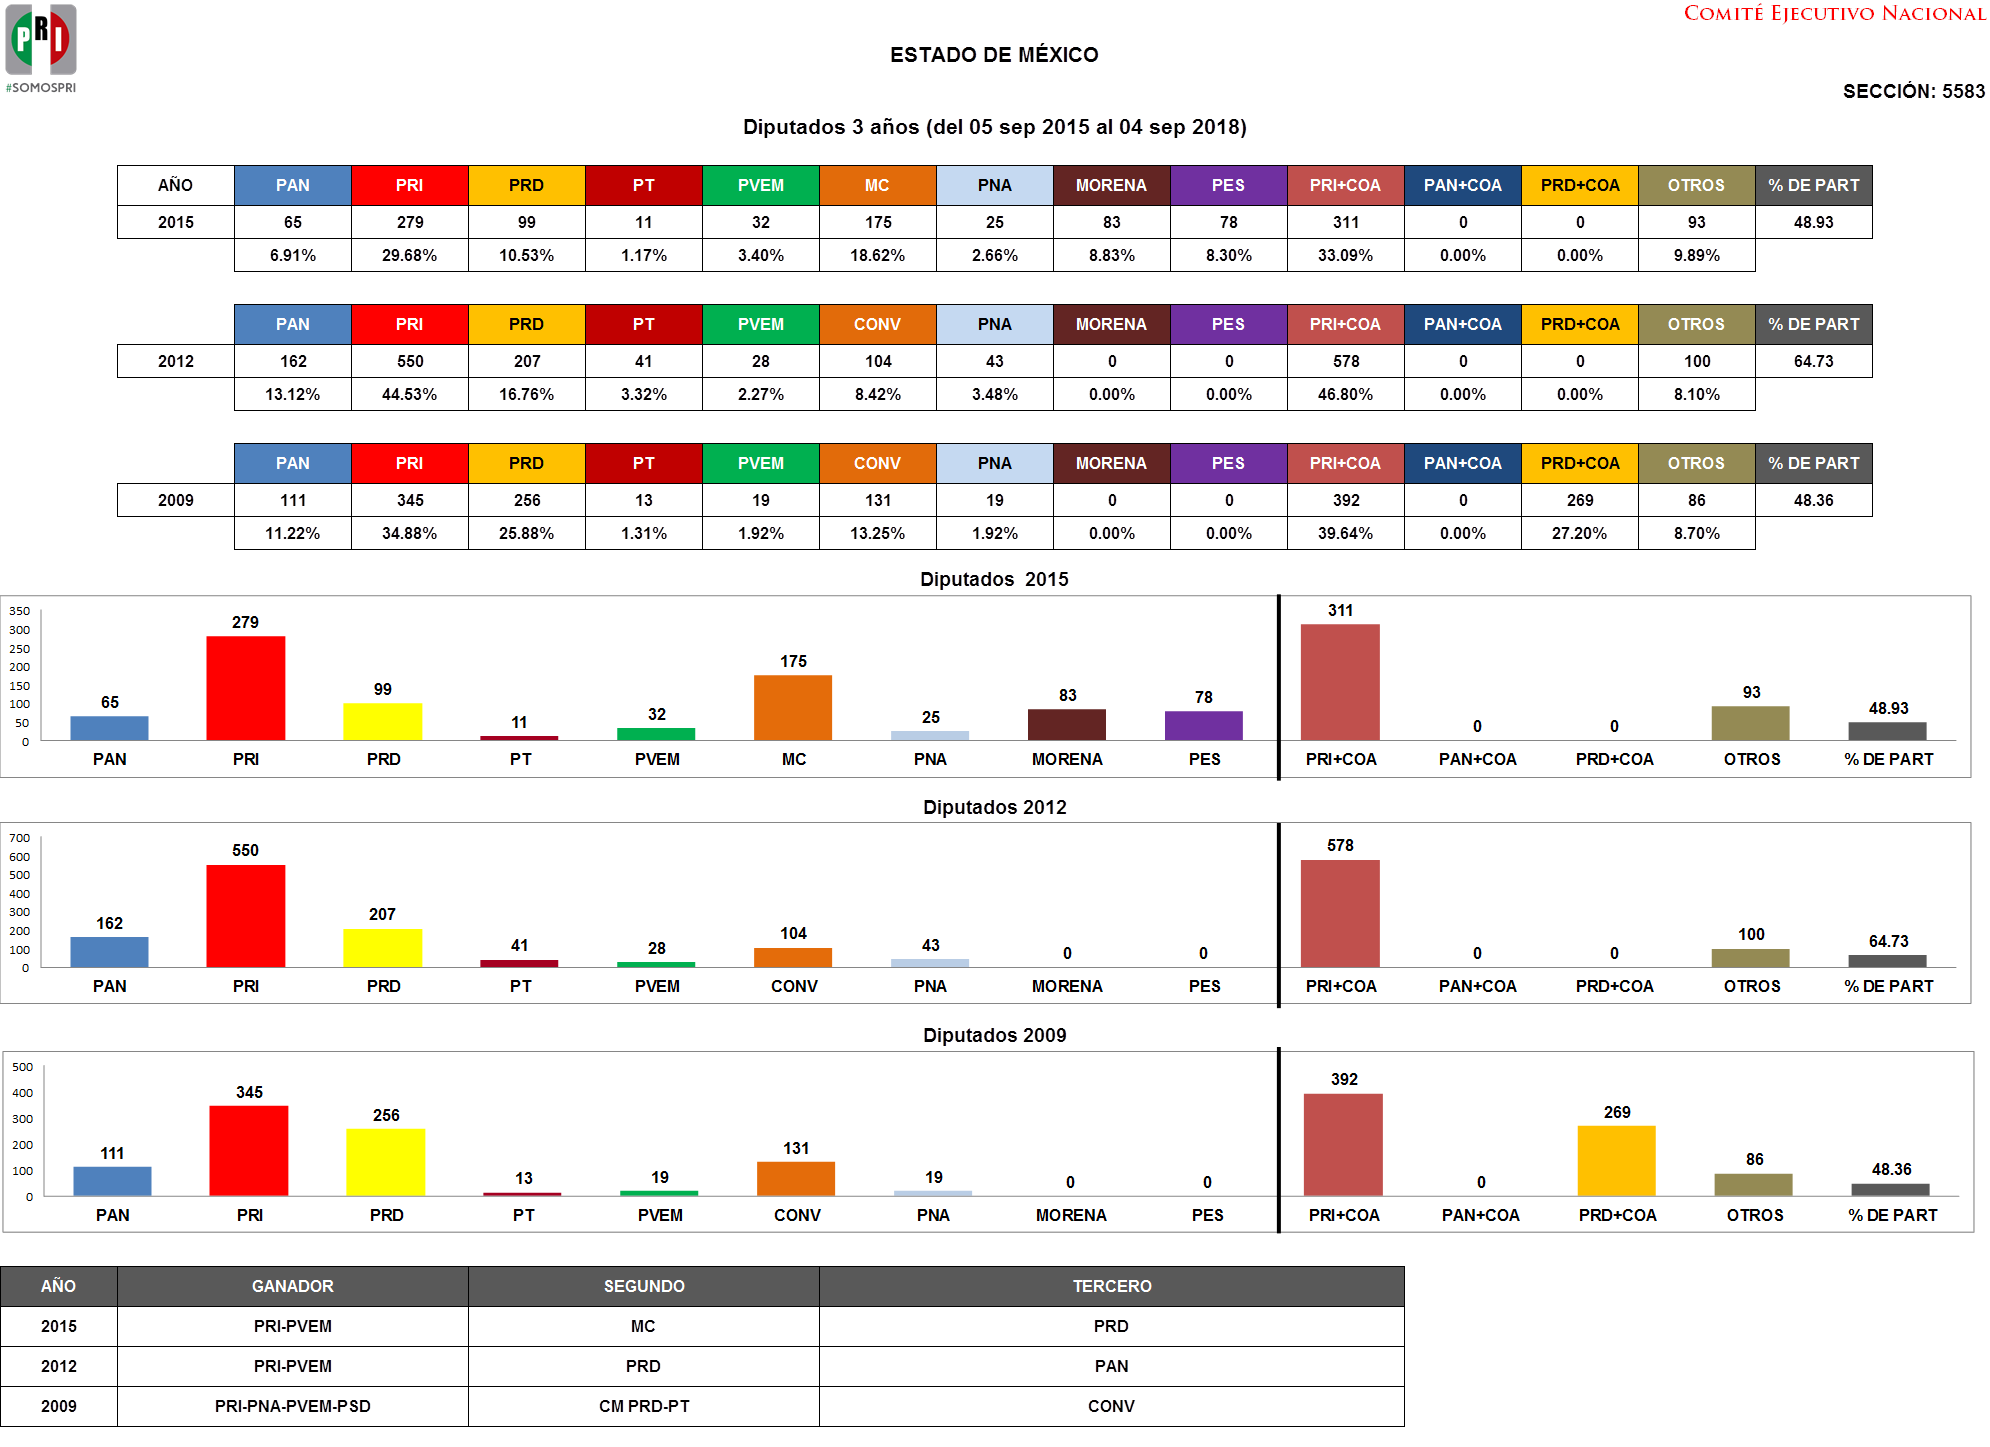 PRI
#SOMOSPRI
COMITÉ EJECUTIVO NACIONAL
ESTADO DE MÉXICO
SECCIÓN: 5583
Diputados 3 años (del 05 sep 2015 al 04 sep 2018)
AÑO PAN PRI PRD PT PVEM MC PNA MORENA PES PRI+COA PAN+COA PRD+COA OTROS % DE PART
2015 65 279 99 11 32 175 25 83 78 311 0 0 93 48.93
6.91% 29.68% 10.53% 1.17% 3.40% 18.62% 2.66% 8.83% 8.30% 33.09% 0.00% 0.00% 9.89%
PAN PRI PRD PT PVEM CONV PNA MORENA PES PRI+COA PAN+COA PRD+COA OTROS % DE PART
2012 162 550 207 41 28 104 43 0 0 578 0 0 100 64.73
13.12% 44.53% 16.76% 3.32% 2.27% 8.42% 3.48% 0.00% 0.00% 46.80% 0.00% 0.00% 8.10%
PAN PRI PRD PT PVEM CONV PNA MORENA PES PRI+COA PAN+COA PRD+COA OTROS % DE PART
2009 111 345 256 13 19 131 19 0 0 392 0 269 86 48.36
11.22% 34.88% 25.88% 1.31% 1.92% 13.25% 1.92% 0.00% 0.00% 39.64% 0.00% 27.20% 8.70%
Diputados 2015
350
300
250
200
150
100
50
0
65 279 99 11 32 175 25 83 78 311 0 0 93 48.93
PAN PRI PRD PT PVEM MC PNA MORENA PES PRI+COA PAN+COA PRD+COA OTROS % DE PART
Diputados 2012
700
600
500
400
300
200
100
0
162 550 207 41 28 104 43 0 0 578 0 0 100 64.73
PAN PRI PRD PT PVEM CONV PNA MORENA PES PRI+COA PAN+COA PRD+COA OTROS % DE PART
Diputados 2009
500
400
300
200
100
0
111 345 256 13 19 131 19 0 0 392 0 269 86 48.36
PAN PRI PRD PT PVEM CONV PNA MORENA PES PRI+COA PAN+COA PRD+COA OTROS % DE PART
AÑO GANADOR SEGUNDO TERCERO
2015 PRI-PVEM MC PRD
2012 PRI-PVEM PRD PAN
2009 PRI-PNA-PVEM-PSD CM PRD-PT CONV